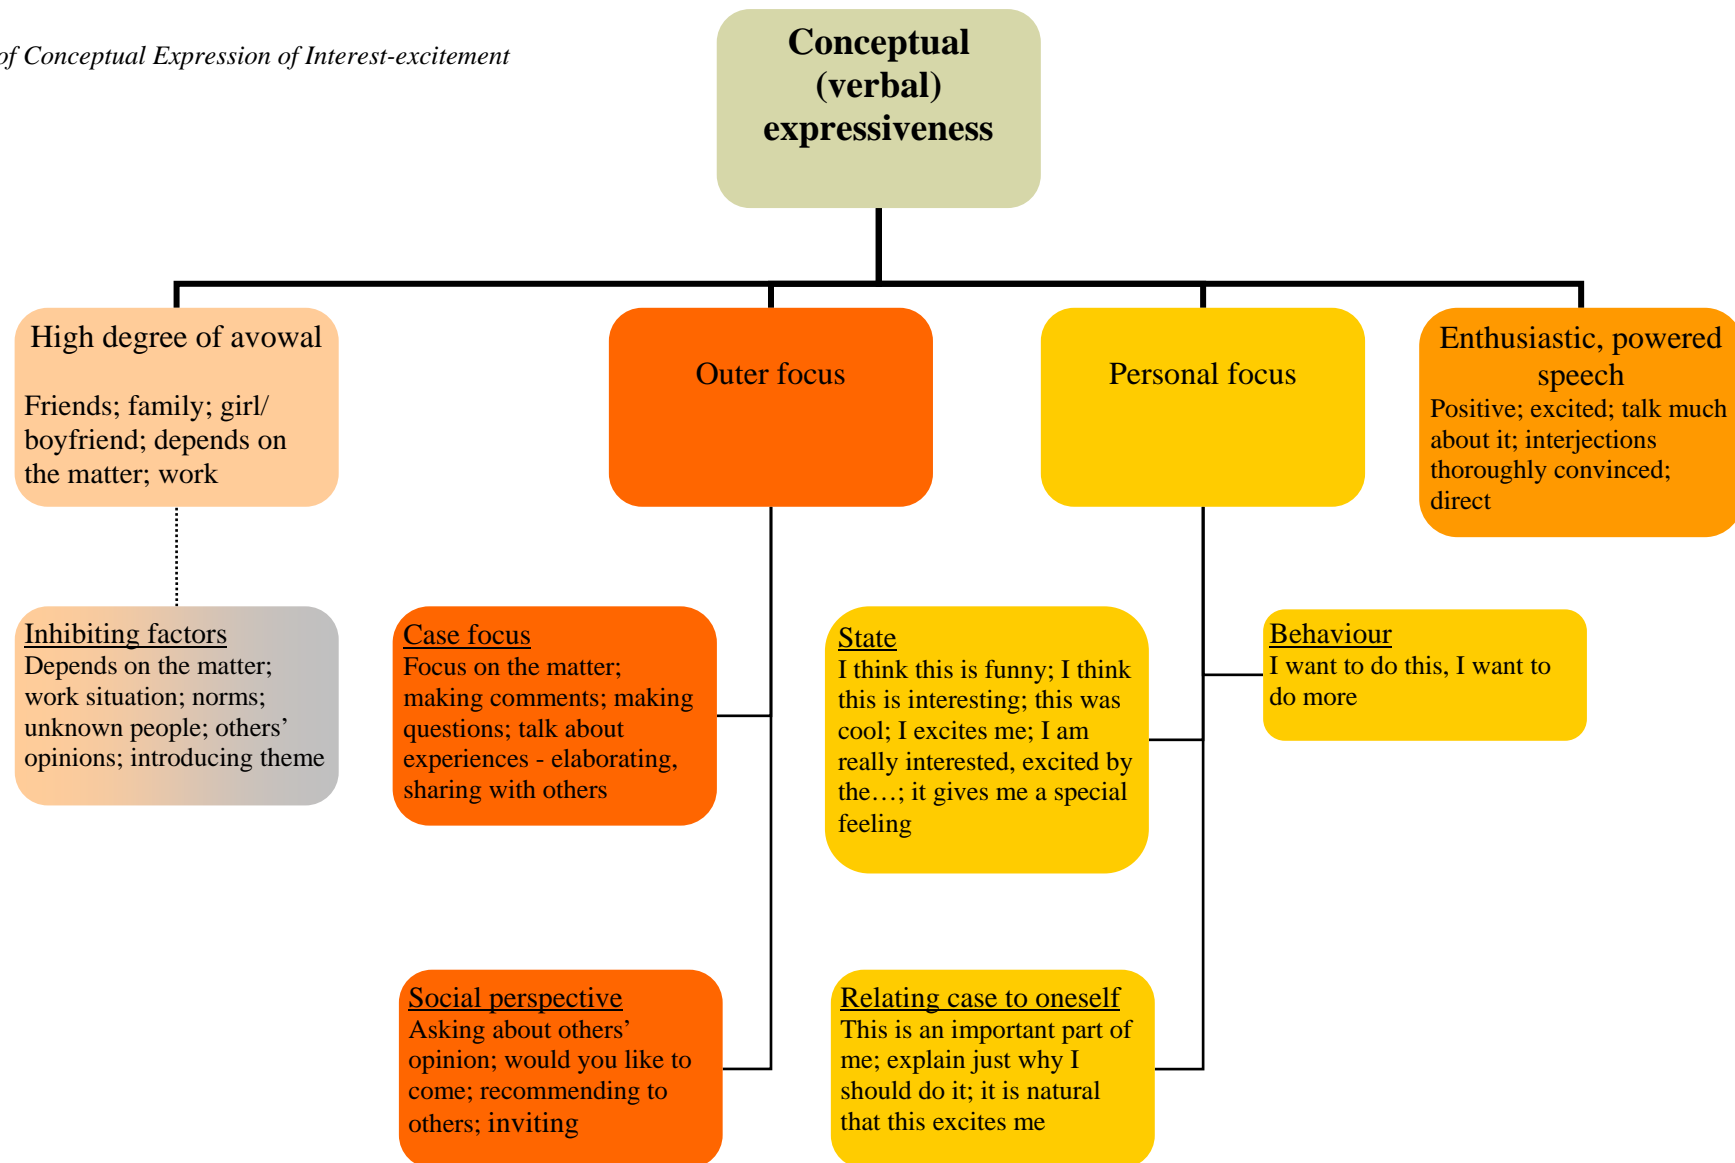 of Conceptual Expression of Interest-excitement
Conceptual
(verbal)
expressiveness
High degree of avowal
Friends; family; girl/
boyfriend; depends on
the matter; work
Outer focus
Personal focus
Enthusiastic, powered
speech
Positive; excited; talk much
about it; interjections
thoroughly convinced;
direct
Inhibiting factors
Depends on the matter;
work situation; norms;
unknown people; others’
opinions; introducing theme
Case focus
Focus on the matter;
making comments; making
questions; talk about
experiences - elaborating,
sharing with others
State
I think this is funny; I think
this is interesting; this was
cool; I excites me; I am
really interested, excited by
the…; it gives me a special
feeling
Behaviour
I want to do this, I want to
do more
Social perspective
Asking about others’
opinion; would you like to
come; recommending to
others; inviting
Relating case to oneself
This is an important part of
me; explain just why I
should do it; it is natural
that this excites me